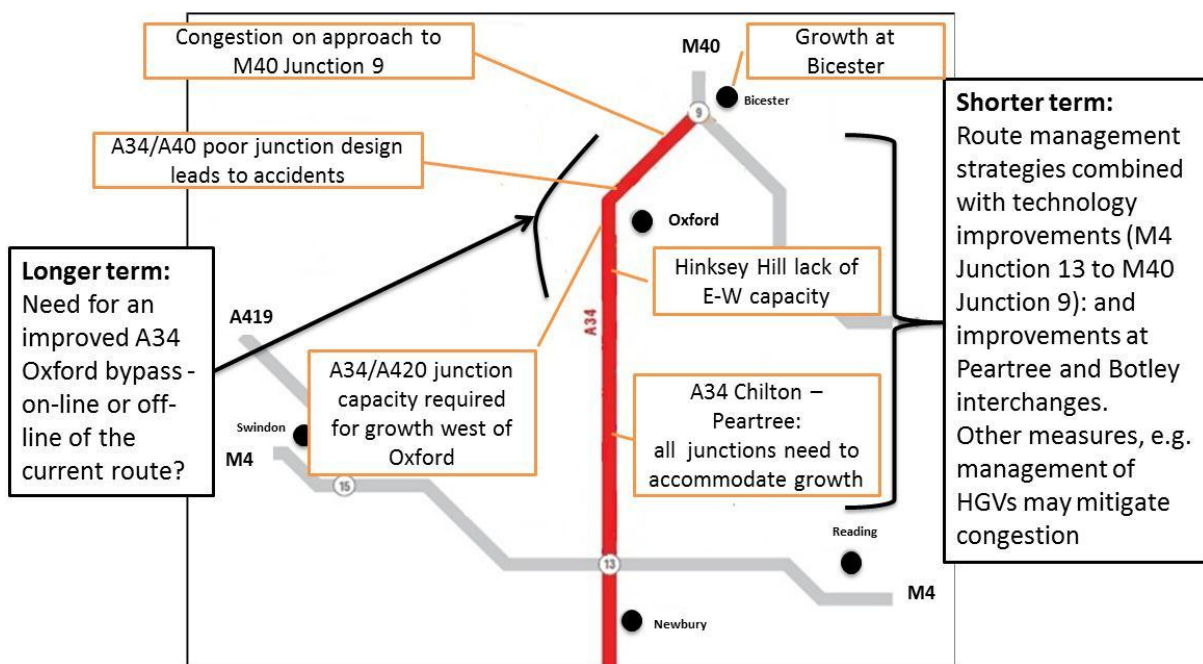 Congestion on approach to
M40 Junction 9
M40
Growth at
Bicester
Bicester
9
A34/A40 poor junction design
leads to accidents
Oxford
Hinksey Hill lack of
E-W capacity
A34
Longer term:
Need for an
improved A34
Oxford bypass -
on-line or off-
line of the
current route?
A419
A34/A420 junction
capacity required
for growth west of
Oxford
A34 Chilton –
Peartree:
all junctions need to
accommodate growth
Swindon
M4
15
13
Reading
M4
Newbury
Shorter term:
Route management
strategies combined
with technology
improvements (M4
Junction 13 to M40
Junction 9): and
improvements at
Peartree and Botley
interchanges.
Other measures, e.g.
management of
HGVs may mitigate
congestion